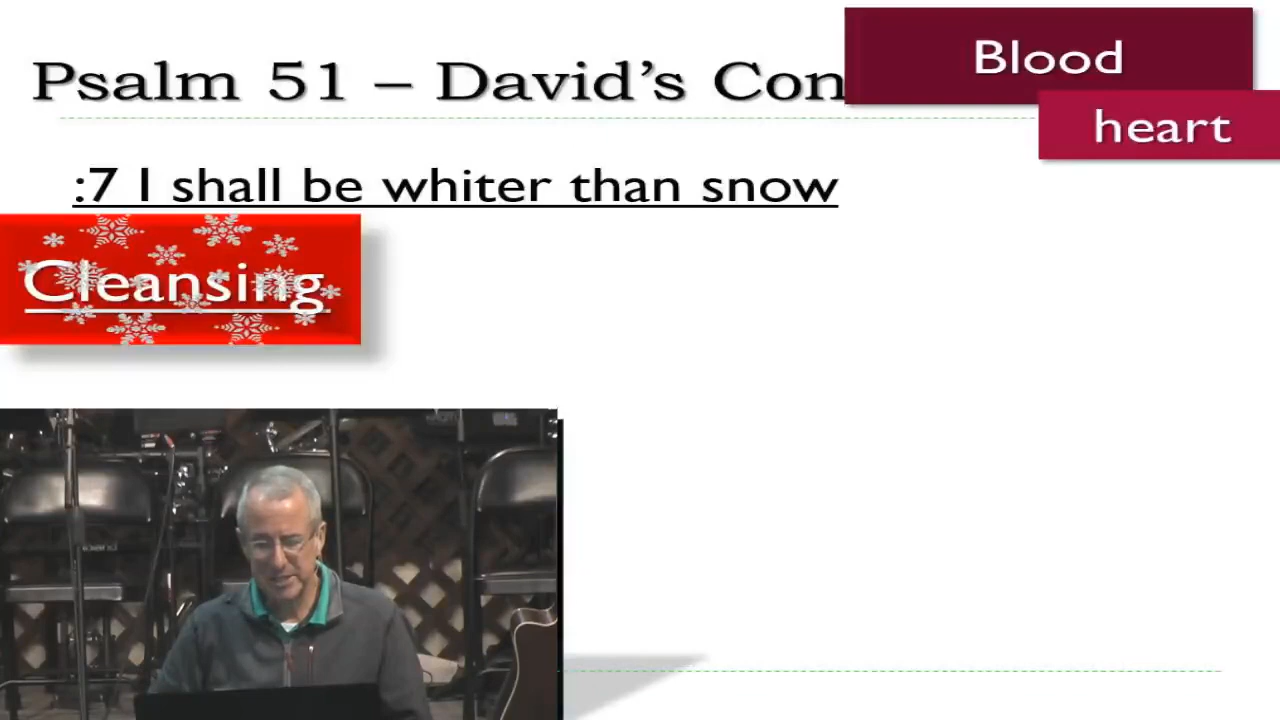 Psalm 51 – David's Con
Blood
heart
:7 I shall be whiter than snow
Cleansing